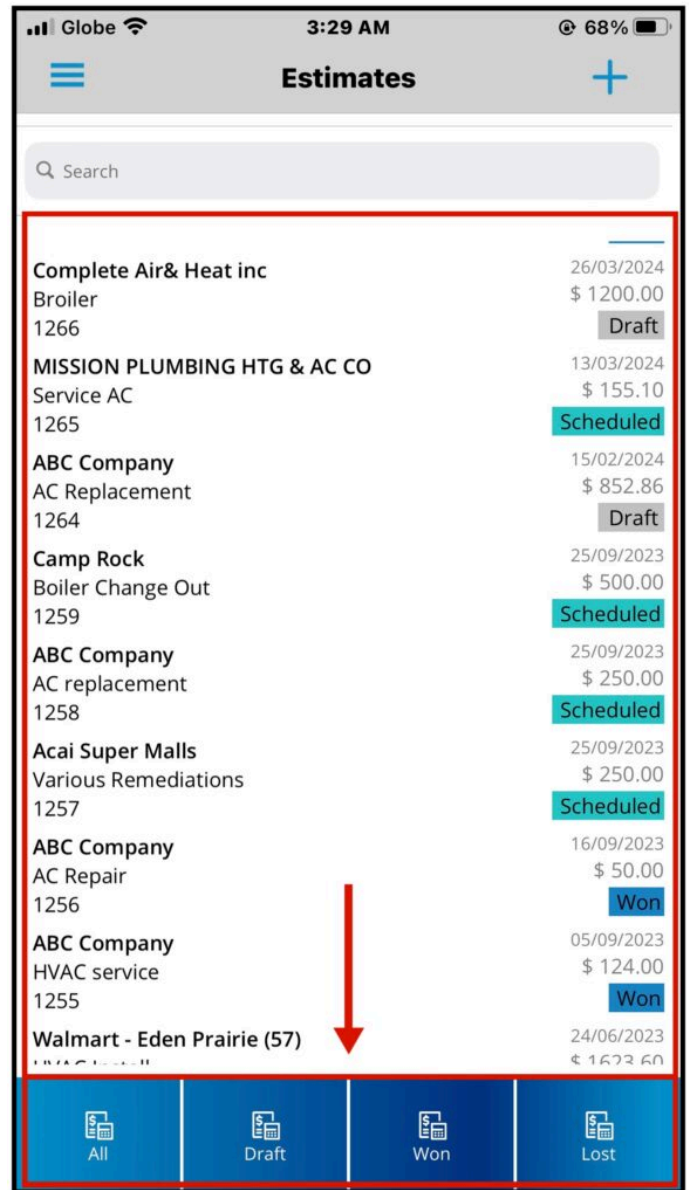 Globe 3:29 AM 68%
Estimates
Search
Complete Air& Heat inc 26/03/2024
Broiler $ 1200.00
1266 Draft
MISSION PLUMBING HTG & AC CO 13/03/2024
Service AC $ 155.10
1265 Scheduled
ABC Company 15/02/2024
AC Replacement $ 852.86
1264 Draft
Camp Rock 25/09/2023
Boiler Change Out $ 500.00
1259 Scheduled
ABC Company 25/09/2023
AC replacement $ 250.00
1258 Scheduled
Acai Super Malls 25/09/2023
Various Remediations $ 250.00
1257 Scheduled
ABC Company 16/09/2023
AC Repair $ 50.00
1256 Won
ABC Company 05/09/2023
HVAC service $ 124.00
1255 Won
Walmart - Eden Prairie (57) 24/06/2023
HVAC Install $ 1623.60
All Draft Won Lost